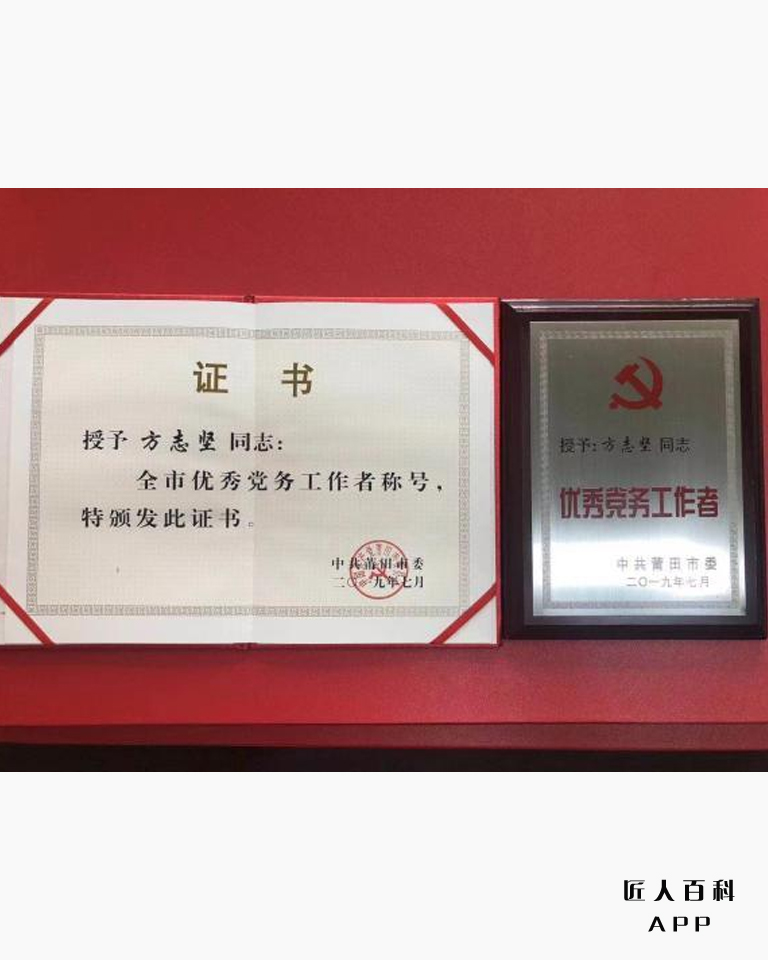 证 书
授予 方志坚 同志：
全市优秀党务工作者称号，
特颁发此证书。
中共莆田市委
二〇一九年七月
授予：方志坚 同志
优秀党务工作者
中共莆田市委
二〇一九年七月
匠人百科
APP